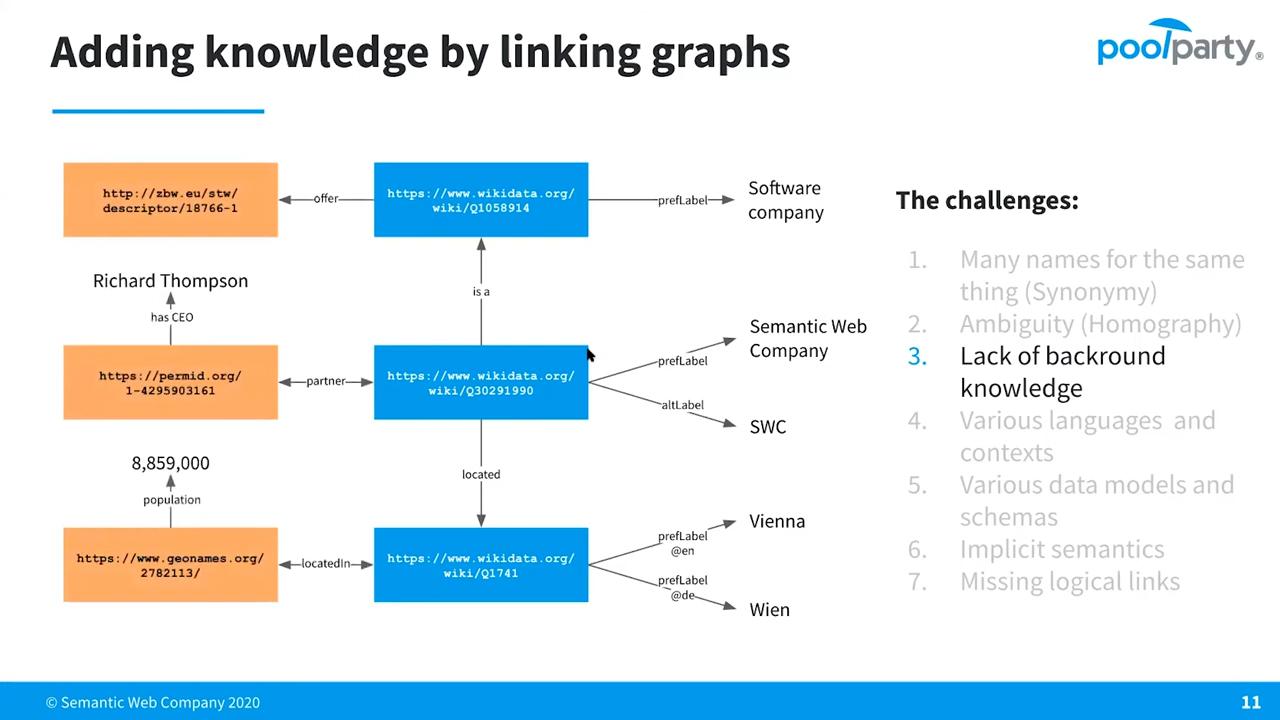 Adding knowledge by linking graphs
poolparty®
http://zbw.eu/stw/
descriptor/18766-1
offer
https://www.wikidata.org/
wiki/Q1058914
prefLabel
Software
company
Richard Thompson
has CEO
is a
https://permid.org/
1-4295903161
partner
https://www.wikidata.org/
wiki/Q30291990
prefLabel
Semantic Web
Company
altLabel
SWC
8,859,000
population
located
https://www.geonames.org/
2782113/
locatedIn
https://www.wikidata.org/
wiki/Q1741
prefLabel
@en
Vienna
prefLabel
@de
Wien
The challenges:
1. Many names for the same
thing (Synonymy)
2. Ambiguity (Homography)
3. Lack of backround
knowledge
4. Various languages and
contexts
5. Various data models and
schemas
6. Implicit semantics
7. Missing logical links
© Semantic Web Company 2020
11